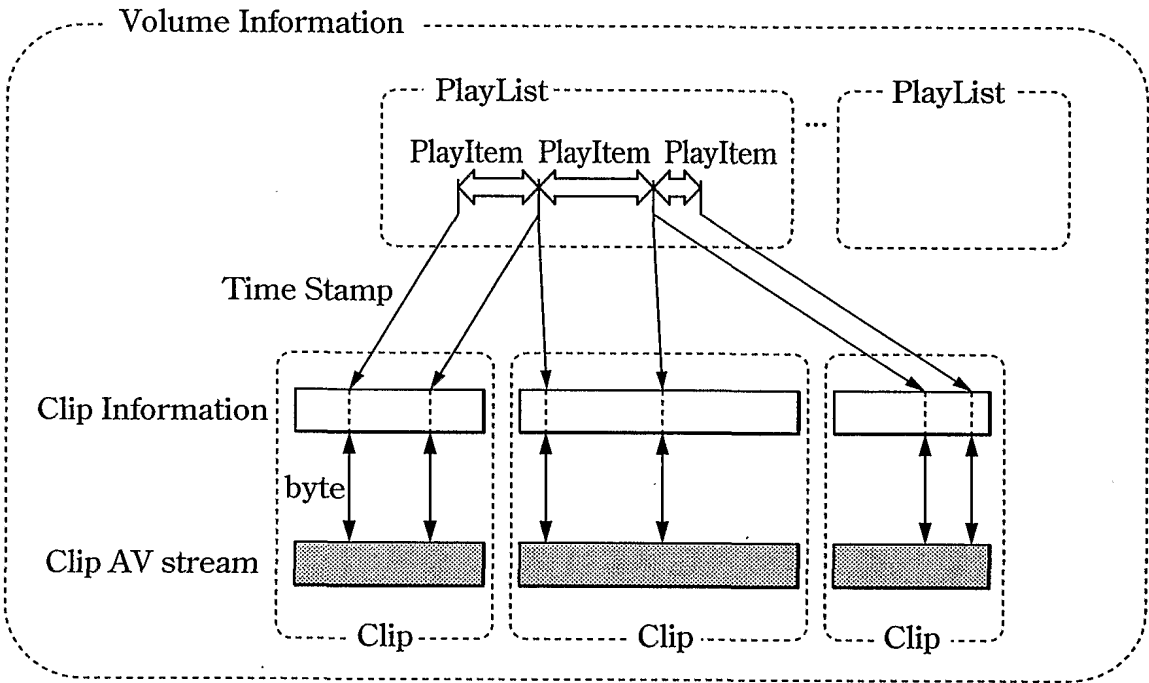 Volume Information
PlayList
PlayList
...
PlayItem PlayItem PlayItem
Time Stamp
Clip Information
byte
Clip AV stream
Clip
Clip
Clip